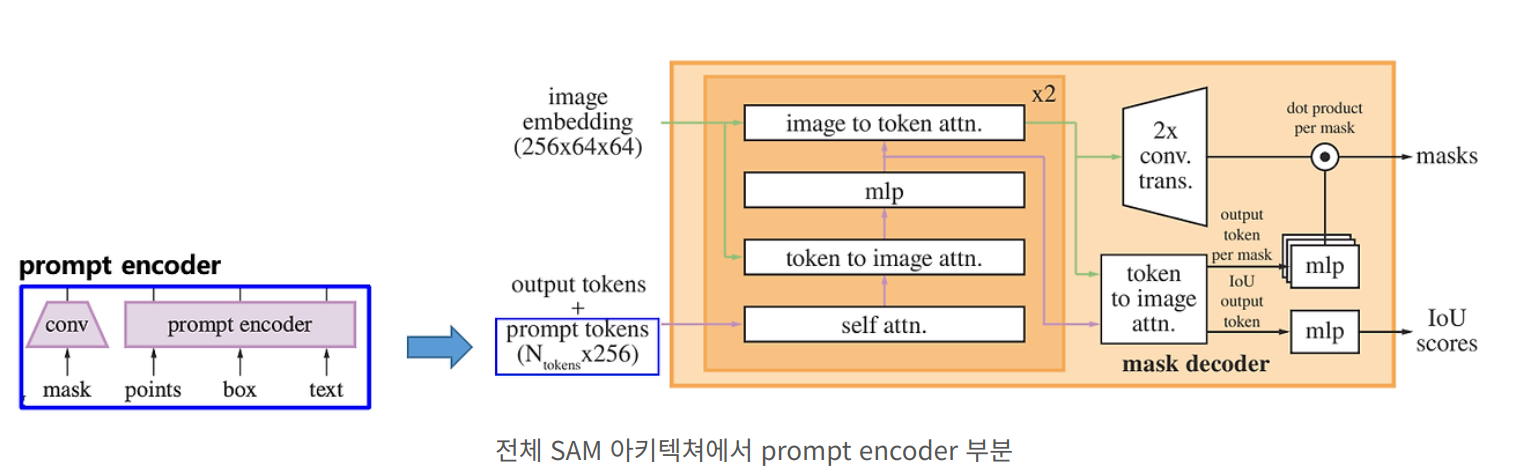 prompt encoder
conv
prompt encoder
mask
points
box
text
image
embedding
(256x64x64)
output tokens
+
prompt tokens
(Ntokensx256)
x2
image to token attn.
mlp
token to image attn.
self attn.
2x
conv.
trans.
dot product
per mask
masks
output
token
per mask
mlp
token
to image
attn.
IoU
output
token
mlp
IoU
scores
mask decoder
전체 SAM 아키텍쳐에서 prompt encoder 부분